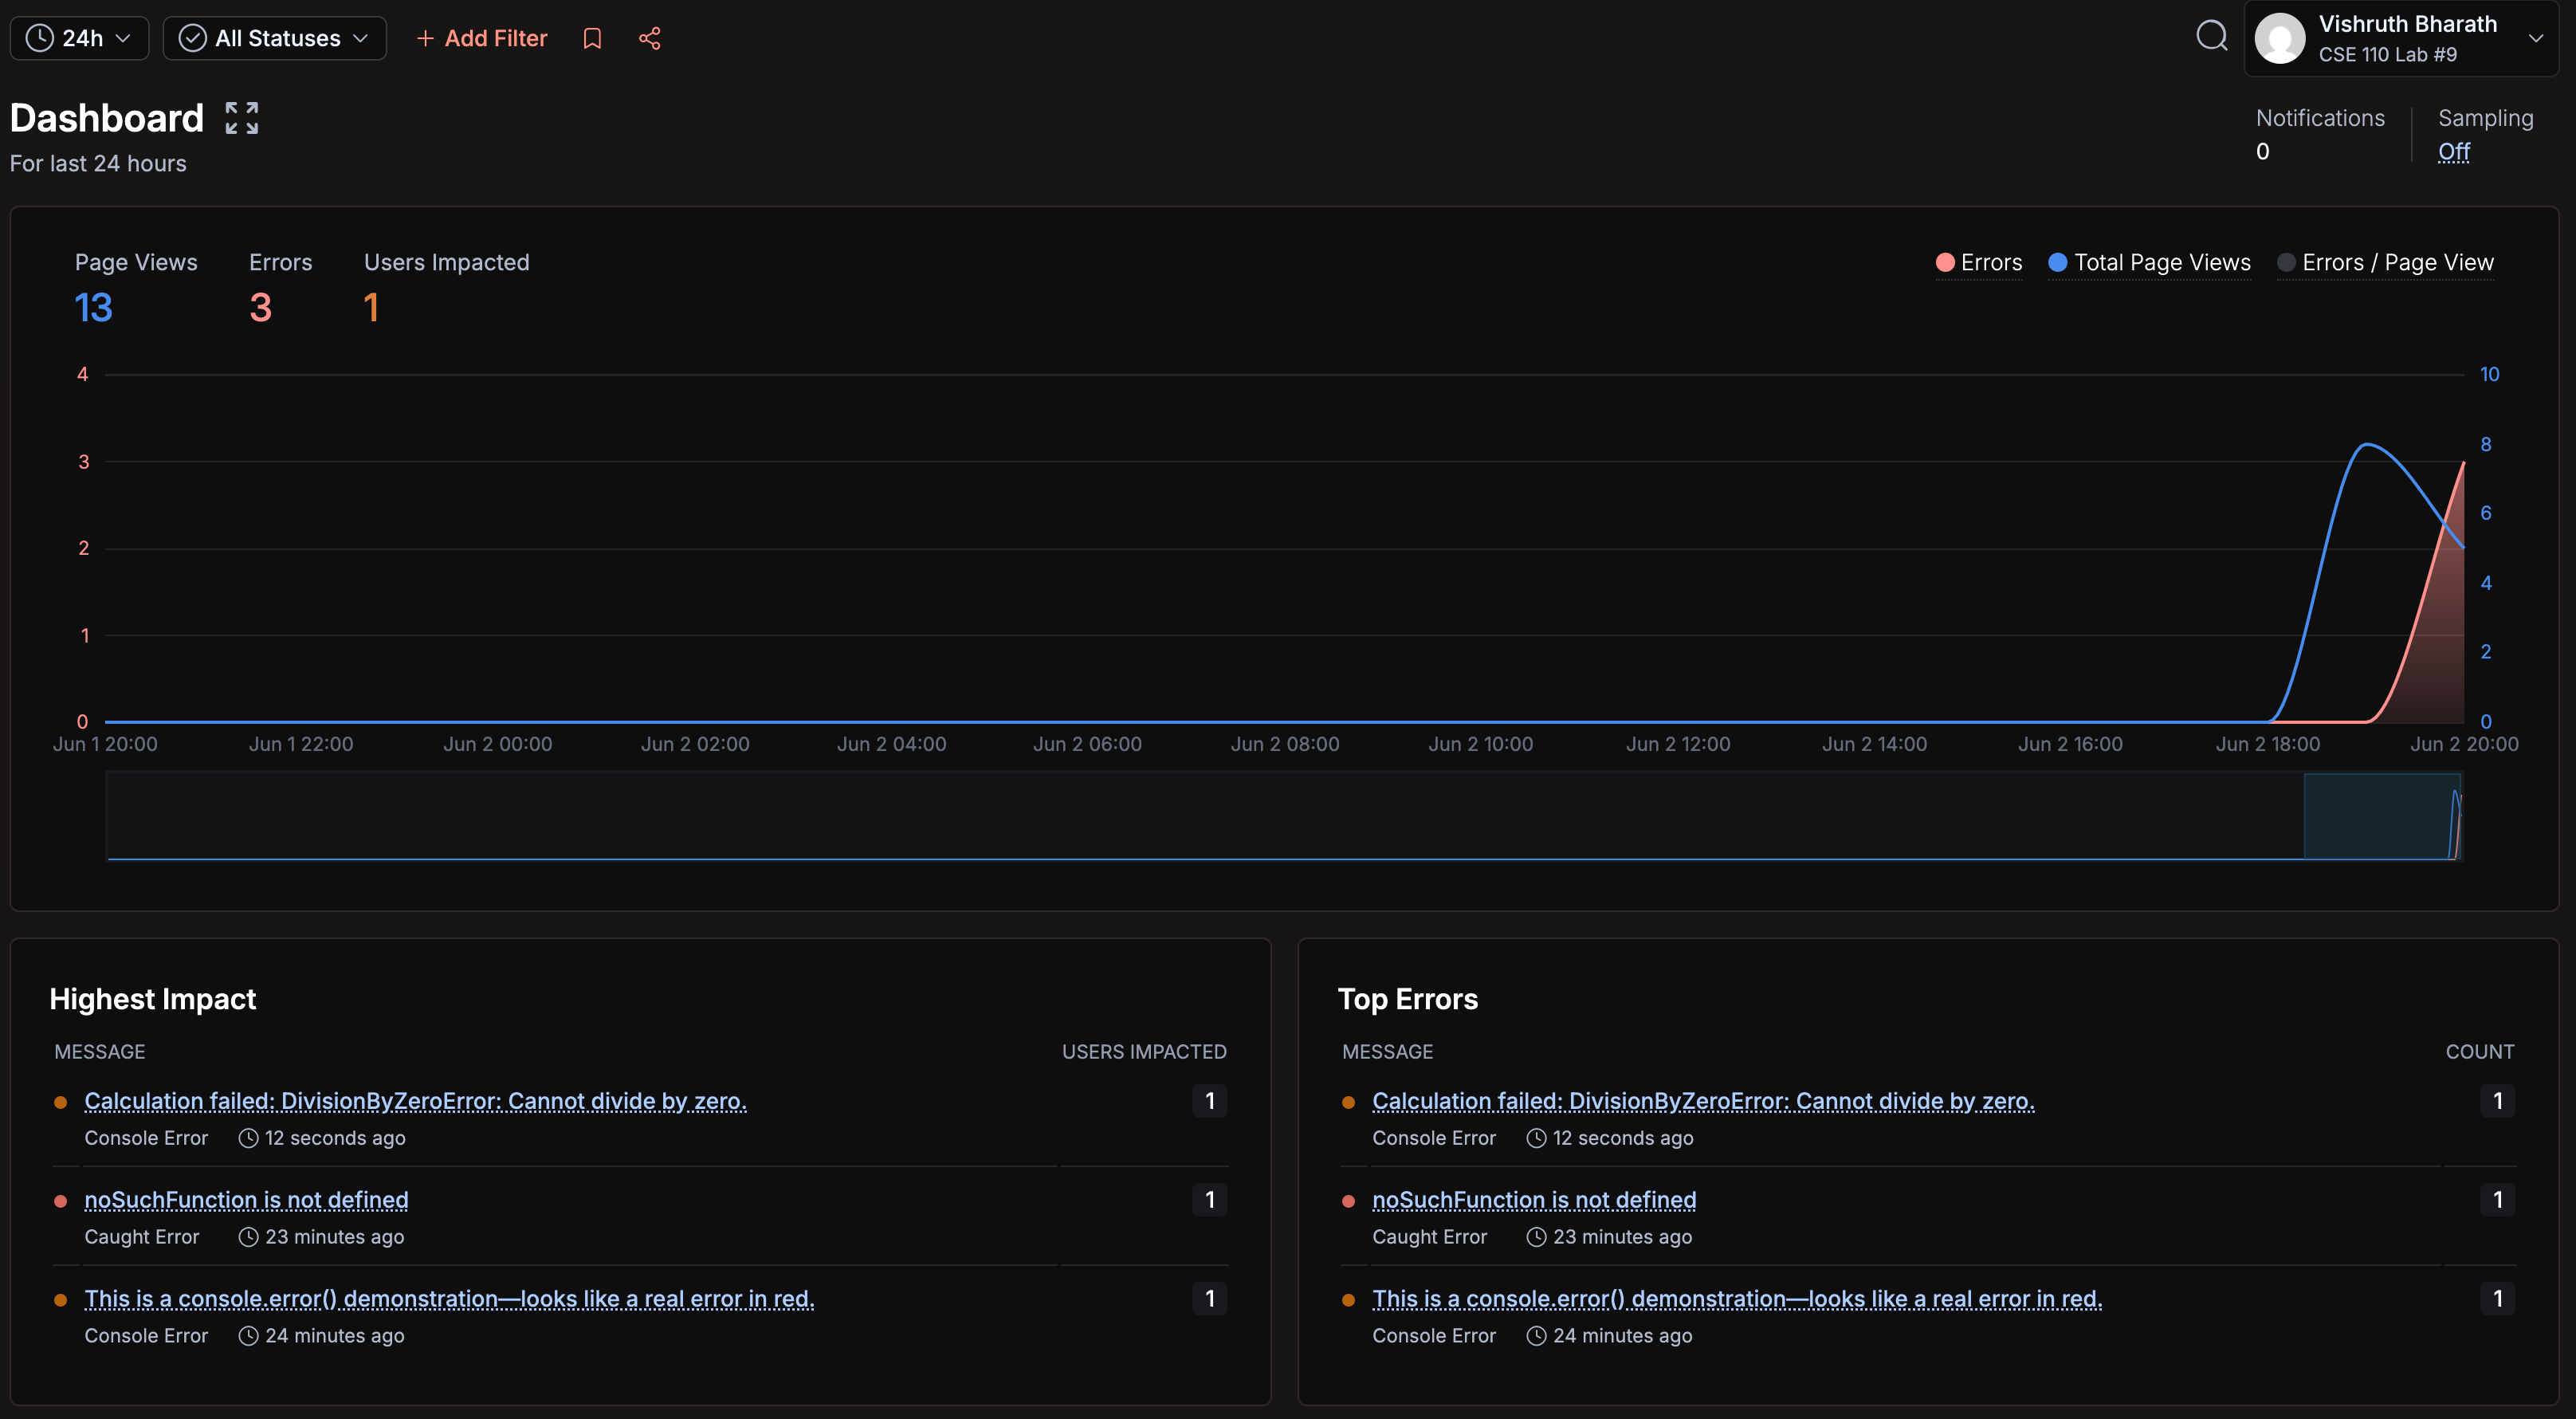 24h
All Statuses
+ Add Filter
Vishruth Bharath
CSE 110 Lab #9
Dashboard
For last 24 hours
Notifications
0
Sampling
Off
Page Views
13
Errors
3
Users Impacted
1
Errors
Total Page Views
Errors / Page View
4
3
2
1
0
10
8
6
4
2
0
Jun 1 20:00
Jun 1 22:00
Jun 2 00:00
Jun 2 02:00
Jun 2 04:00
Jun 2 06:00
Jun 2 08:00
Jun 2 10:00
Jun 2 12:00
Jun 2 14:00
Jun 2 16:00
Jun 2 18:00
Jun 2 20:00
Highest Impact
MESSAGE USERS IMPACTED
Calculation failed: DivisionByZeroError: Cannot divide by zero. 1
Console Error 12 seconds ago
noSuchFunction is not defined 1
Caught Error 23 minutes ago
This is a console.error() demonstration—looks like a real error in red. 1
Console Error 24 minutes ago
Top Errors
MESSAGE COUNT
Calculation failed: DivisionByZeroError: Cannot divide by zero. 1
Console Error 12 seconds ago
noSuchFunction is not defined 1
Caught Error 23 minutes ago
This is a console.error() demonstration—looks like a real error in red. 1
Console Error 24 minutes ago